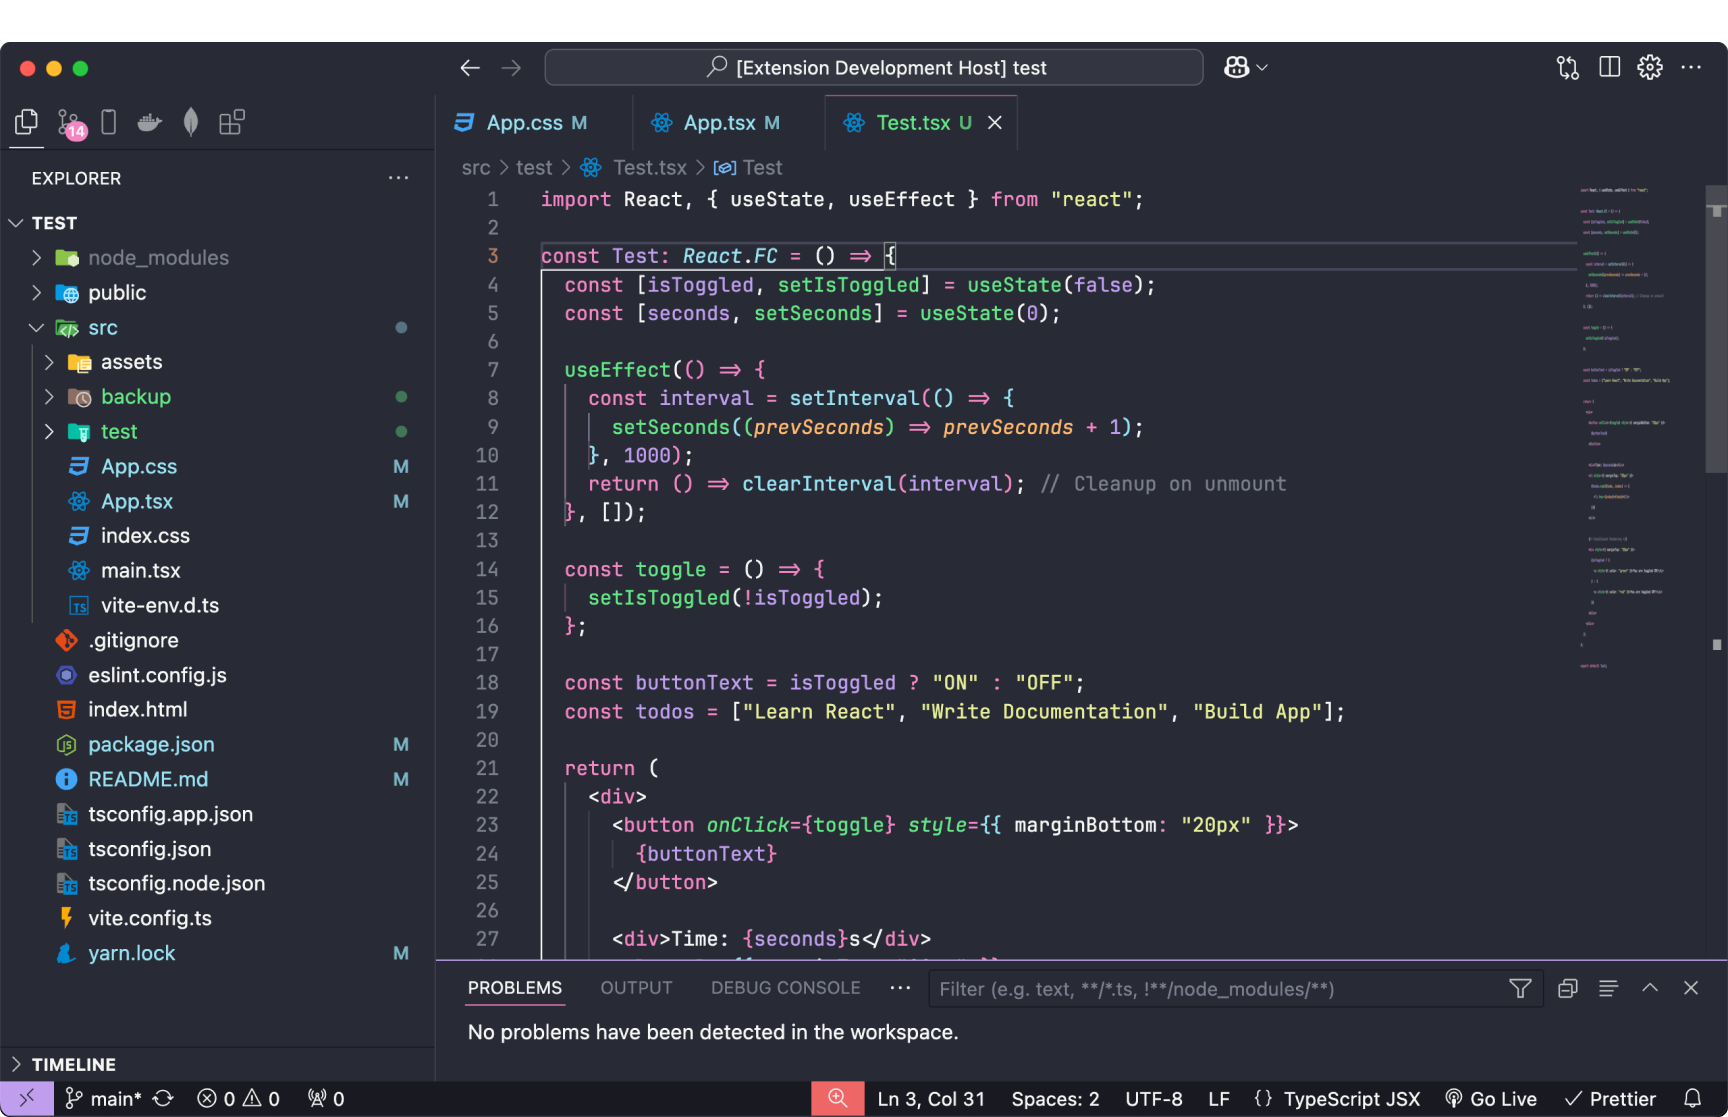 [Extension Development Host] test
14
App.css M
App.tsx M
Test.tsx U
EXPLORER
src > test > Test.tsx > Test
TEST
node_modules
public
src
assets
backup
test
App.css M
App.tsx M
index.css
main.tsx
TS vite-env.d.ts
.gitignore
eslint.config.js
index.html
package.json M
README.md M
tsconfig.app.json
tsconfig.json
tsconfig.node.json
vite.config.ts
yarn.lock M
TIMELINE
1 import React, { useState, useEffect } from "react";
2
3 const Test: React.FC = () => {
4 const [isToggled, setIsToggled] = useState(false);
5 const [seconds, setSeconds] = useState(0);
6
7 useEffect(() => {
8 const interval = setInterval(() => {
9 setSeconds((prevSeconds) => prevSeconds + 1);
10 }, 1000);
11 return () => clearInterval(interval); // Cleanup on unmount
12 }, []);
13
14 const toggle = () => {
15 setIsToggled(!isToggled);
16 };
17
18 const buttonText = isToggled ? "ON" : "OFF";
19 const todos = ["Learn React", "Write Documentation", "Build App"];
20
21 return (
22 <div>
23 <button onClick={toggle} style={{ marginBottom: "20px" }}>
24 {buttonText}
25 </button>
26
27 <div>Time: {seconds}s</div>
PROBLEMS OUTPUT DEBUG CONSOLE Filter (e.g. text, **/*.ts, !**/node_modules/**)
No problems have been detected in the workspace.
main* 0 0 0 Ln 3, Col 31 Spaces: 2 UTF-8 LF {} TypeScript JSX Go Live Prettier